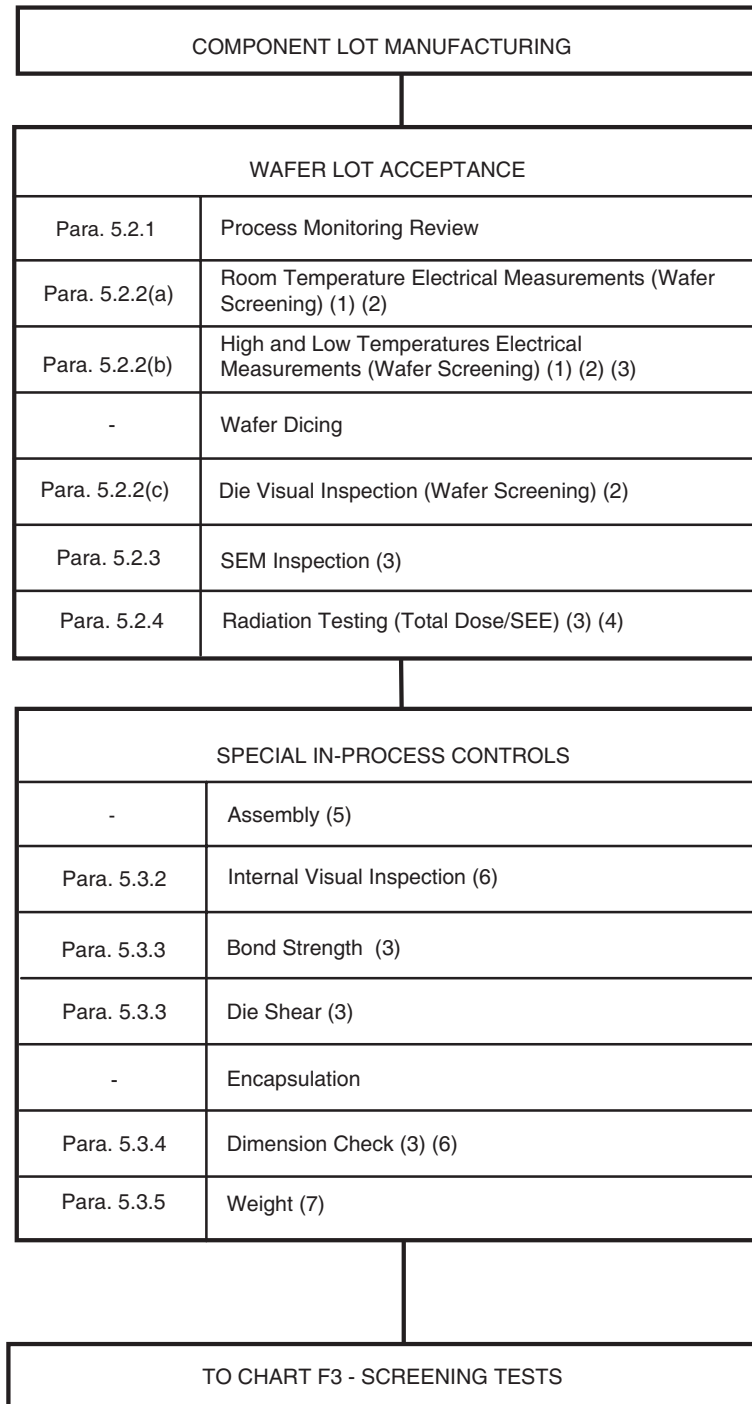 COMPONENT LOT MANUFACTURING
WAFER LOT ACCEPTANCE
Para. 5.2.1 Process Monitoring Review
Para. 5.2.2(a) Room Temperature Electrical Measurements (Wafer
Screening) (1) (2)
Para. 5.2.2(b) High and Low Temperatures Electrical
Measurements (Wafer Screening) (1) (2) (3)
- Wafer Dicing
Para. 5.2.2(c) Die Visual Inspection (Wafer Screening) (2)
Para. 5.2.3 SEM Inspection (3)
Para. 5.2.4 Radiation Testing (Total Dose/SEE) (3) (4)
SPECIAL IN-PROCESS CONTROLS
- Assembly (5)
Para. 5.3.2 Internal Visual Inspection (6)
Para. 5.3.3 Bond Strength (3)
Para. 5.3.3 Die Shear (3)
- Encapsulation
Para. 5.3.4 Dimension Check (3) (6)
Para. 5.3.5 Weight (7)
TO CHART F3 - SCREENING TESTS